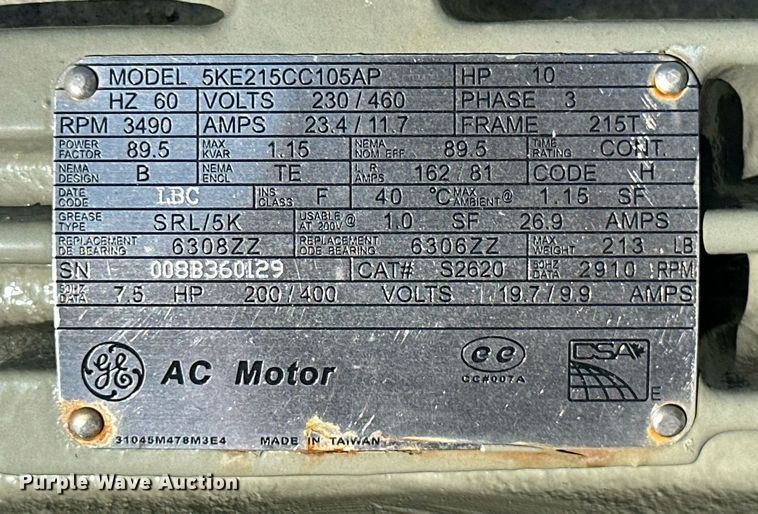 MODEL 5KE215CC105AP HP 10
HZ 60 VOLTS 230/460 PHASE 3
RPM 3490 AMPS 23.4/11.7 FRAME 215T
POWER FACTOR 89.5 MAX KVAR 1.15 NEMA NOM EFF 89.5 TIME RATING CONT.
NEMA DESIGN B NEMA ENCL TE L.R. AMPS 162/81 CODE H
DATE CODE LBC INS CLASS F 40 °C MAX AMBIENT@ 1.15 SF
GREASE TYPE SRL/5K USABLE @ AT 200V 1.0 SF 26.9 AMPS
REPLACEMENT DE BEARING 6308ZZ REPLACEMENT ODE BEARING 6306ZZ MAX WEIGHT 213 LB
SN 008B360129 CAT# S2620 50HZ DATA 2910 RPM
50HZ DATA 7.5 HP 200/400 VOLTS 19.7/9.9 AMPS
GE AC Motor
CC#007A
CSA
E
31045M478M3E4 MADE IN TAIWAN
Purple Wave Auction